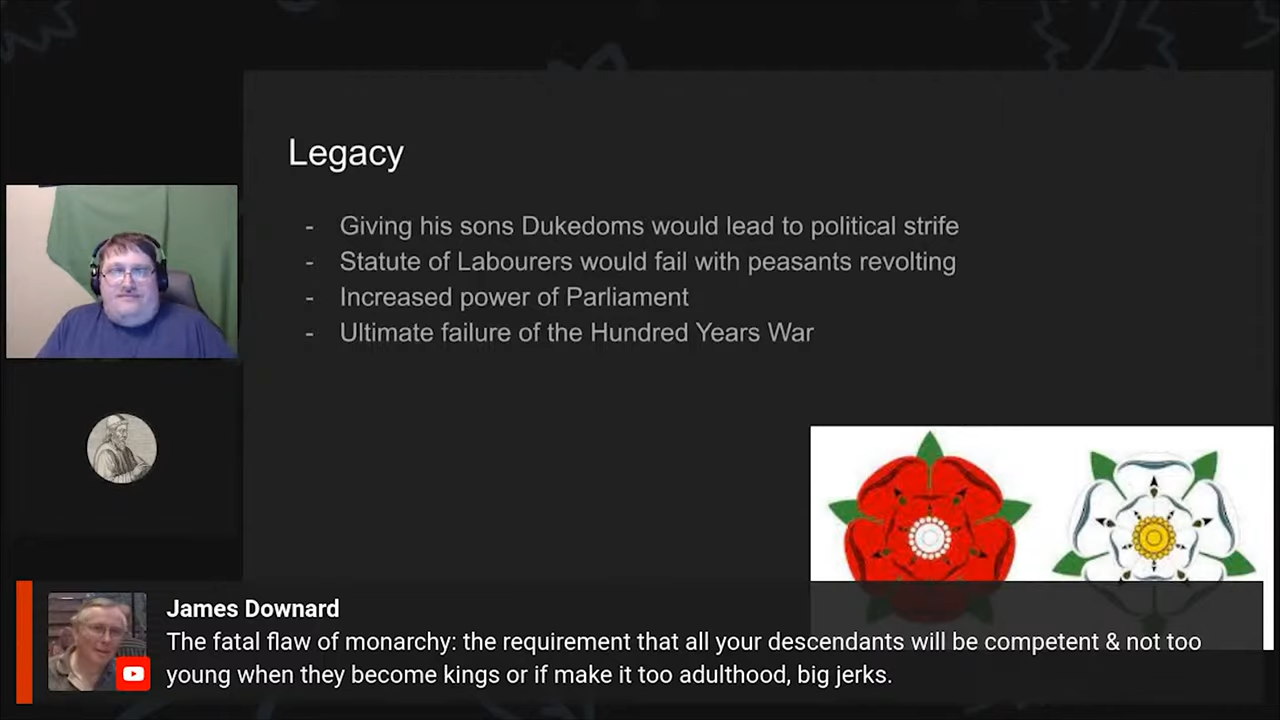 Legacy
- Giving his sons Dukedoms would lead to political strife
- Statute of Labourers would fail with peasants revolting
- Increased power of Parliament
- Ultimate failure of the Hundred Years War
James Downard
The fatal flaw of monarchy: the requirement that all your descendants will be competent & not too
young when they become kings or if make it too adulthood, big jerks.